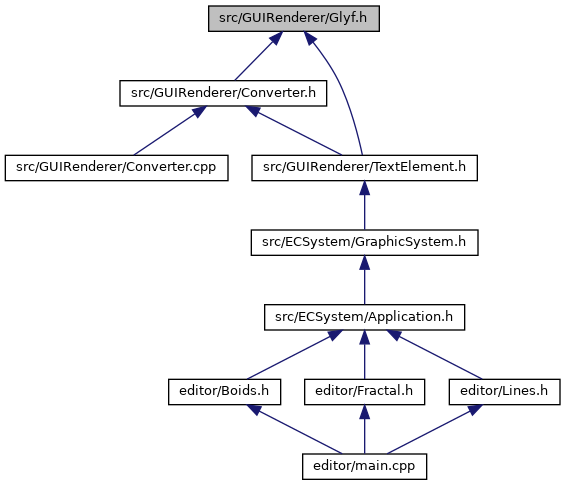 src/GUIRenderer/Glyf.h
src/GUIRenderer/Converter.h
src/GUIRenderer/Converter.cpp
src/GUIRenderer/TextElement.h
src/ECSystem/GraphicSystem.h
src/ECSystem/Application.h
editor/Boids.h
editor/Fractal.h
editor/Lines.h
editor/main.cpp